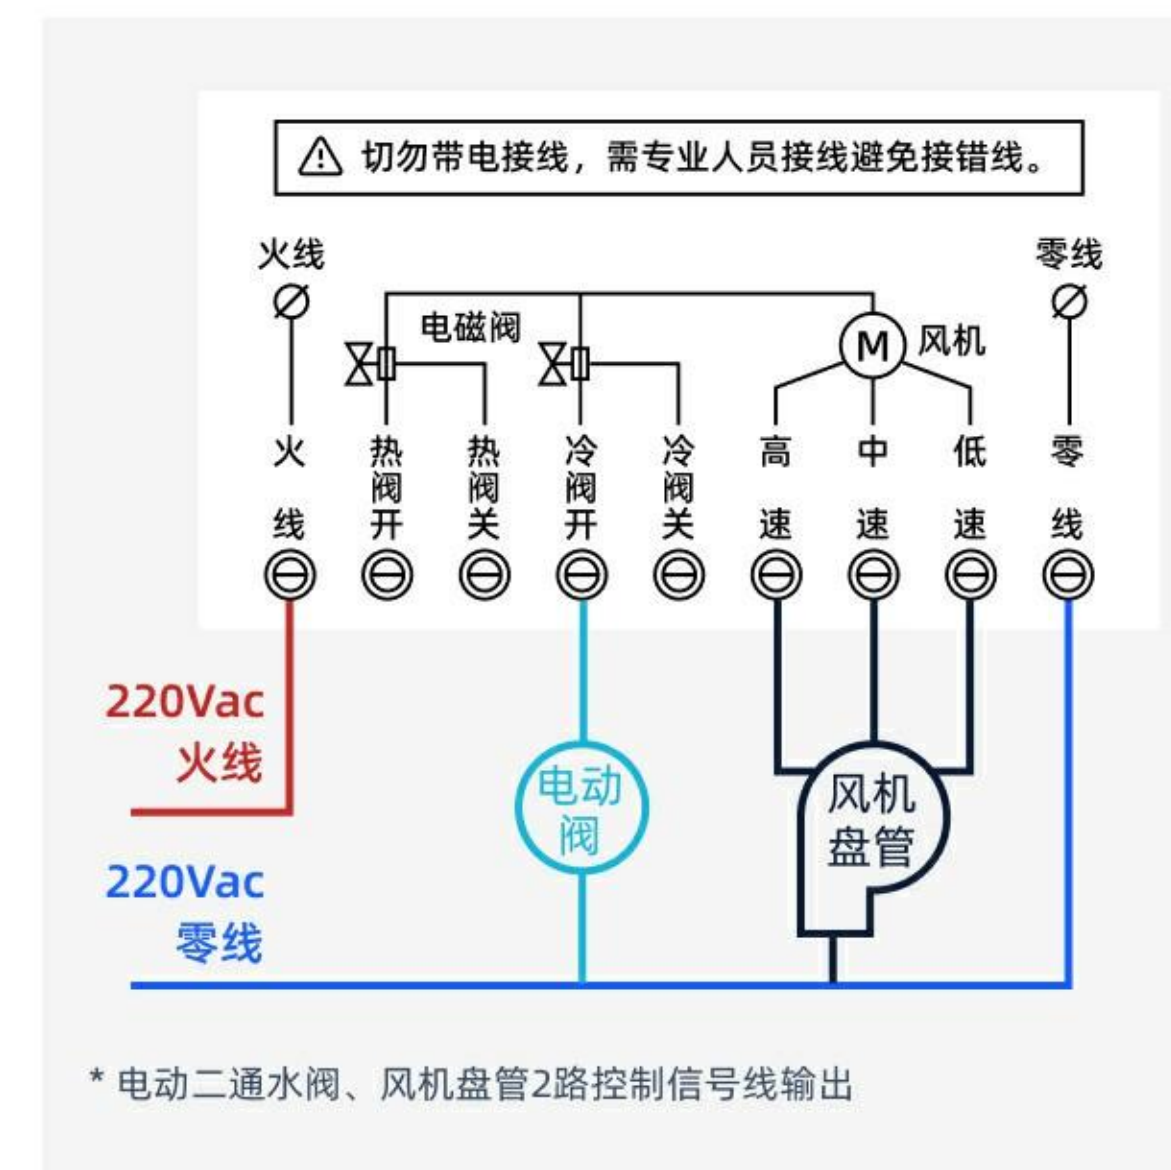 切勿带电接线，需专业人员接线避免接错线。
火线
零线
电磁阀
M
风机
火线
热阀开
热阀关
冷阀开
冷阀关
高速
中速
低速
零线
220Vac
火线
电动
阀
风机
盘管
220Vac
零线
* 电动二通水阀、风机盘管2路控制信号线输出